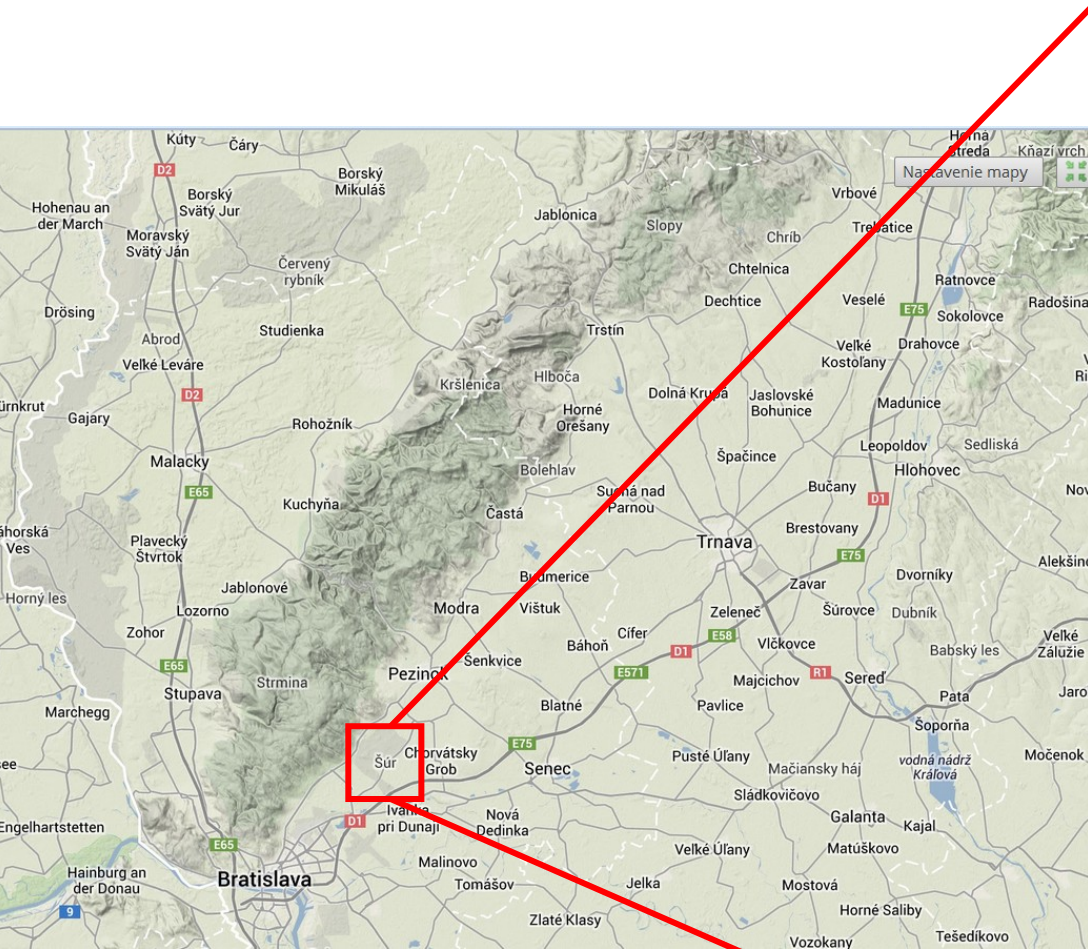 Horná
Streda
Kňazí vrch
Nastavenie mapy
Kúty
Čáry
D2
Borský
Mikuláš
Borský
Svätý Jur
Vrbové
Hohenau an
der March
Jablonica
Slopy
Trebatice
Moravský
Svätý Ján
Chríb
Červený
rybník
Chtelnica
Ratnovce
Dechtice
Veselé
Radošina
Drösing
E75
Sokolovce
Studienka
Trstín
Abrod
Veľké
Kostoľany
Drahovce
Veľké Leváre
Hlboča
Kršlenica
D2
Dolná Krupa
Jaslovské
Bohunice
Madunice
Gajary
Horné
Orešany
Rohožník
Leopoldov
Sedliská
Malacky
Špačince
Bolehlav
Hlohovec
E65
Bučany
Suchá nad
Parnou
D1
Kuchyňa
Častá
Brestovany
Ves
Plavecký
Štvrtok
Trnava
E75
Budmerice
Dvorníky
Jablonové
Zavar
Horný les
Lozorno
Modra
Vištuk
Zeleneč
Šúrovce
Dubník
Zohor
Cífer
E58
Vlčkovce
Veľké
Zálužie
Báhoň
D1
Babský les
E65
Šenkvice
Pezinok
E571
R1
Sereď
Strmina
Majcichov
Stupava
Pata
Marchegg
Blatné
Pavlice
Šoporňa
E75
Chorvátsky
Grob
Šúr
Pusté Úľany
Mačiansky háj
vodná nádrž
Kráľová
Močenok
Senec
Sládkovičovo
Ivanka
pri Dunaji
D1
Nová
Dedinka
Galanta
Kajal
Engelhartstetten
E65
Veľké Úľany
Matúškovo
Malinovo
Hainburg an
der Donau
Bratislava
Tomášov
Jelka
Mostová
9
Horné Saliby
Zlaté Klasy
Tešedíkovo
Vozokany